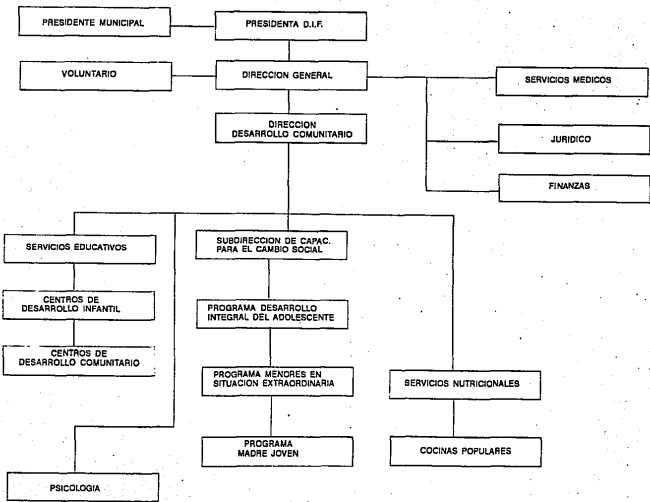 PRESIDENTE MUNICIPAL
PRESIDENTA D.I.F.
VOLUNTARIO
DIRECCION GENERAL
SERVICIOS MEDICOS
DIRECCION
DESARROLLO COMUNITARIO
JURIDICO
FINANZAS
SERVICIOS EDUCATIVOS
SUBDIRECCION DE CAPAC.
PARA EL CAMBIO SOCIAL
CENTROS DE
DESARROLLO INFANTIL
PROGRAMA DESARROLLO
INTEGRAL DEL ADOLESCENTE
CENTROS DE
DESARROLLO COMUNITARIO
PROGRAMA MENORES EN
SITUACION EXTRAORDINARIA
SERVICIOS NUTRICIONALES
PROGRAMA
MADRE JOVEN
COCINAS POPULARES
PSICOLOGIA